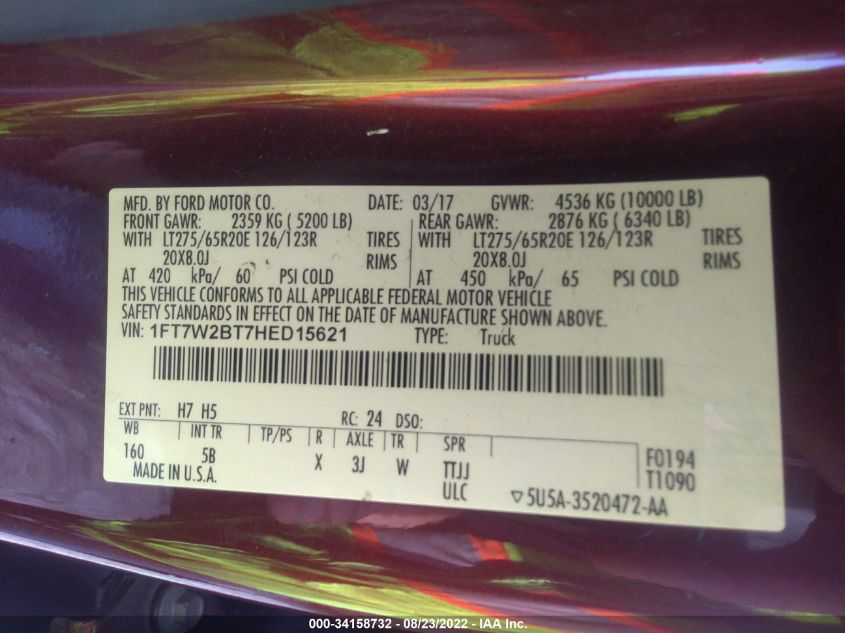 MFD. BY FORD MOTOR CO. DATE: 03/17 GVWR: 4536 KG (10000 LB)
FRONT GAWR: 2359 KG ( 5200 LB) REAR GAWR: 2876 KG ( 6340 LB)
WITH LT275/65R20E 126/123R TIRES WITH LT275/65R20E 126/123R TIRES
20X8.0J RIMS 20X8.0J RIMS
AT 420 kPa/ 60 PSI COLD AT 450 kPa/ 65 PSI COLD
THIS VEHICLE CONFORMS TO ALL APPLICABLE FEDERAL MOTOR VEHICLE
SAFETY STANDARDS IN EFFECT ON THE DATE OF MANUFACTURE SHOWN ABOVE.
VIN: 1FT7W2BT7HED15621 TYPE: Truck
EXT PNT: H7 H5 RC: 24 DSO:
WB INT TR TP/PS R AXLE TR SPR
160 5B X 3J W TTJJ F0194
MADE IN U.S.A. ULC T1090
▽5U5A-3520472-AA
000-34158732 - 08/23/2022 - IAA Inc.